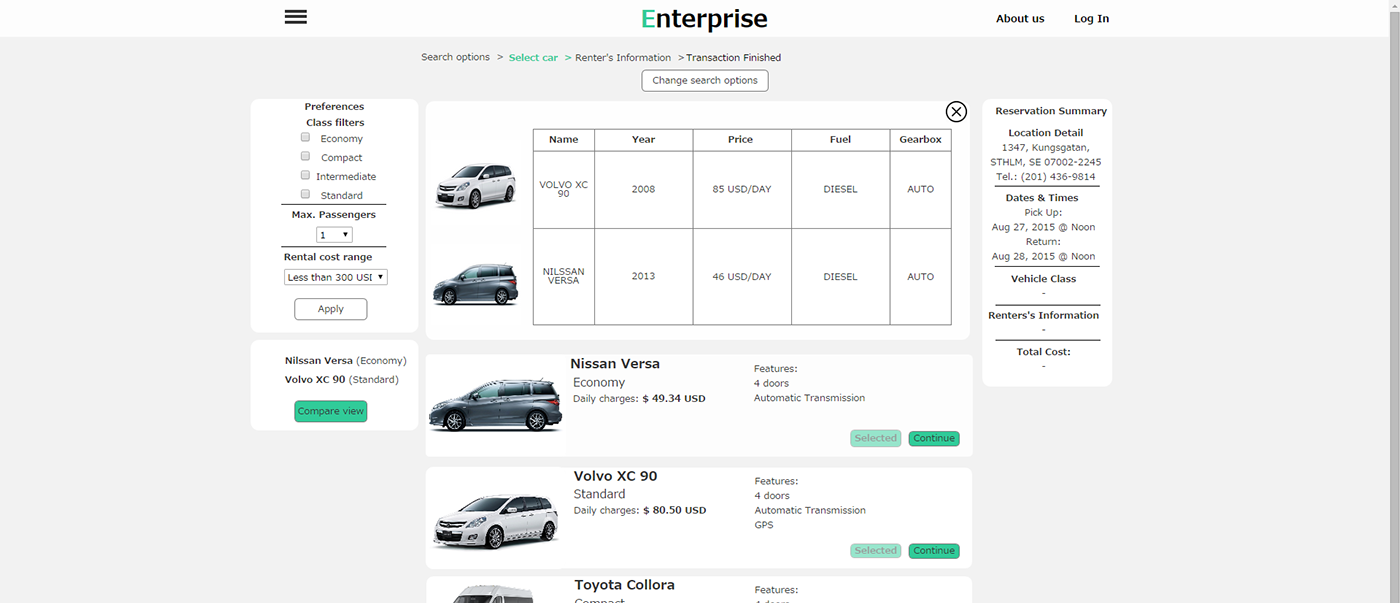 Enterprise
About us
Log In
Search options > Select car > Renter's Information > Transaction Finished
Change search options
Preferences
Class filters
Economy
Compact
Intermediate
Standard
Max. Passengers
1
Rental cost range
Less than 300 USI
Apply
Nilssan Versa (Economy)
Volvo XC 90 (Standard)
Compare view
Name Year Price Fuel Gearbox
VOLVO XC
90
2008 85 USD/DAY DIESEL AUTO
NILSSAN
VERSA
2013 46 USD/DAY DIESEL AUTO
Nissan Versa
Economy
Daily charges: $ 49.34 USD
Features:
4 doors
Automatic Transmission
Selected
Continue
Volvo XC 90
Standard
Daily charges: $ 80.50 USD
Features:
4 doors
Automatic Transmission
GPS
Selected
Continue
Toyota Collora
Compact
Features:
4 doors
Reservation Summary
Location Detail
1347, Kungsgatan,
STHLM, SE 07002-2245
Tel.: (201) 436-9814
Dates & Times
Pick Up:
Aug 27, 2015 @ Noon
Return:
Aug 28, 2015 @ Noon
Vehicle Class
-
Renters's Information
-
Total Cost:
-